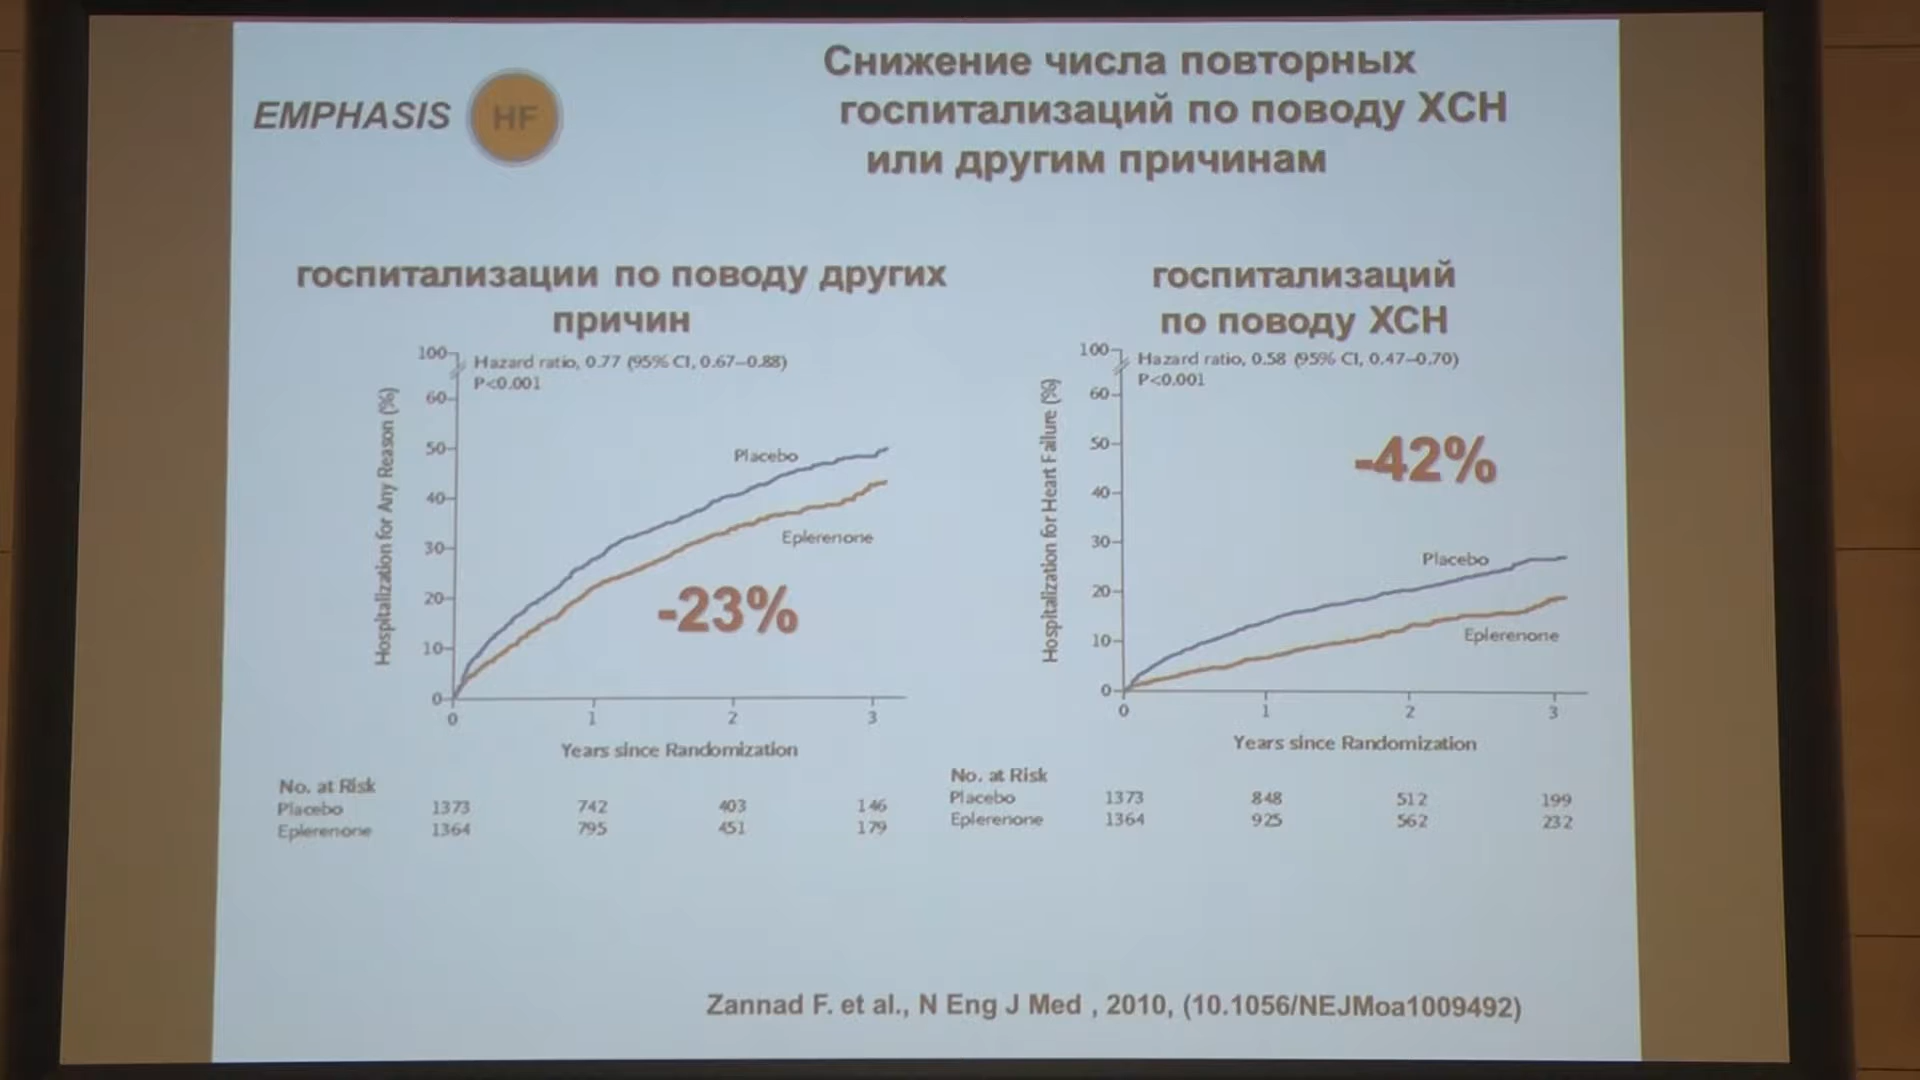 EMPHASIS HF
Снижение числа повторных
госпитализаций по поводу ХСН
или другим причинам
госпитализации по поводу других
причин
Hospitalization for Any Reason (%)
100
60
50
40
30
20
10
0
Hazard ratio, 0.77 (95% CI, 0.67–0.88)
P<0.001
Placebo
Eplerenone
-23%
0 1 2 3
Years since Randomization
No. at Risk
Placebo 1373 742 403 146
Eplerenone 1364 795 451 179
госпитализаций
по поводу ХСН
Hospitalization for Heart Failure (%)
100
60
50
40
30
20
10
0
Hazard ratio, 0.58 (95% CI, 0.47–0.70)
P<0.001
-42%
Placebo
Eplerenone
0 1 2 3
Years since Randomization
No. at Risk
Placebo 1373 848 512 199
Eplerenone 1364 925 562 232
Zannad F. et al., N Eng J Med , 2010, (10.1056/NEJMoa1009492)